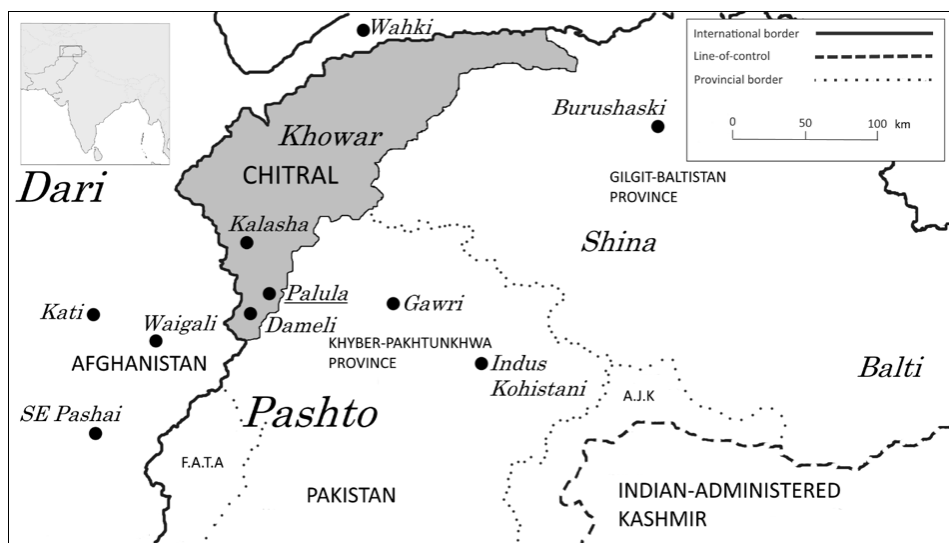 Wahki
International border
Line-of-control
Provincial border
0 50 100 km
Burushaski
Khowar
CHITRAL
GILGIT-BALTISTAN
PROVINCE
Dari
Kalasha
Shina
Palula
Kati
Gawri
Waigali
Dameli
AFGHANISTAN
KHYBER-PAKHTUNKHWA
PROVINCE
Indus
Kohistani
Balti
A.J.K
SE Pashai
Pashto
F.A.T.A
PAKISTAN
INDIAN-ADMINISTERED
KASHMIR